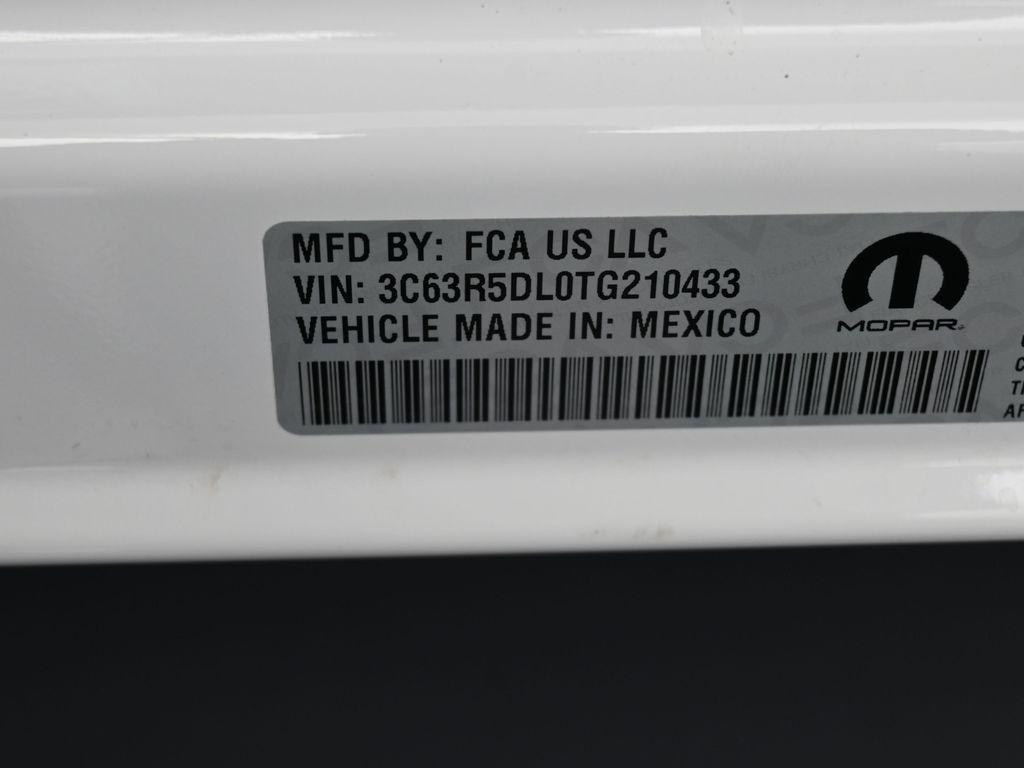 MFD BY: FCA US LLC
VIN: 3C63R5DL0TG210433
VEHICLE MADE IN: MEXICO
MOPAR